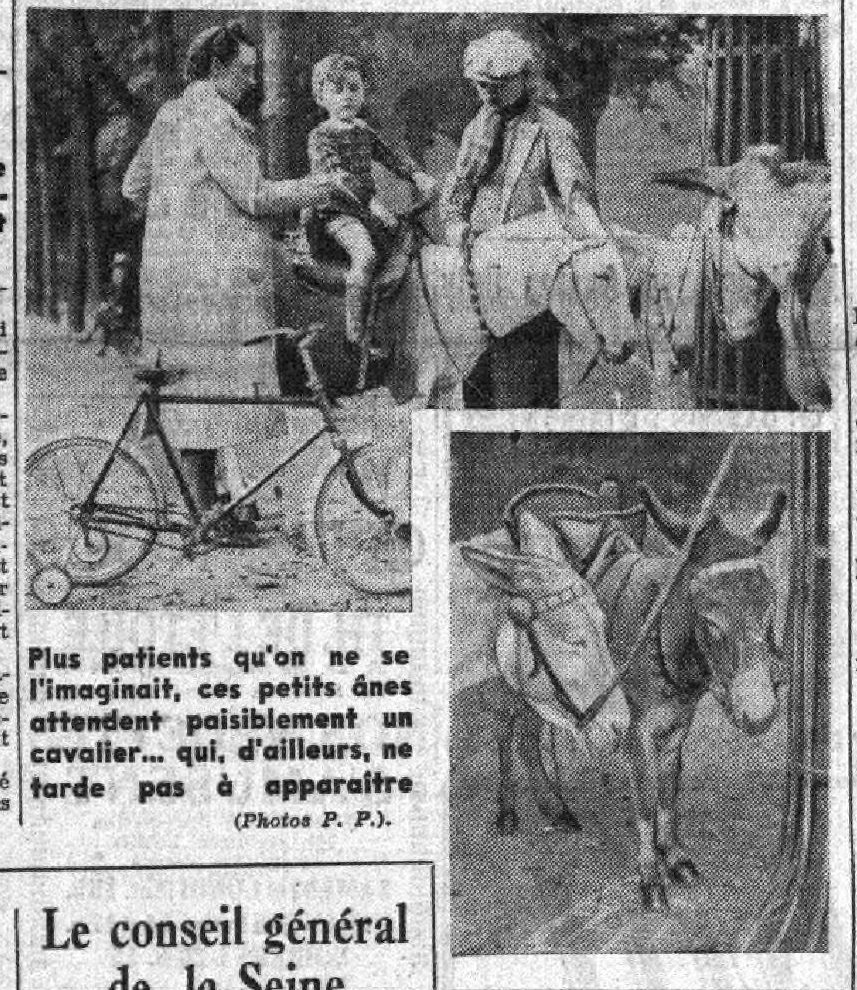 Plus patients qu'on ne se
l'imaginait, ces petits ânes
attendent paisiblement un
cavalier... qui, d'ailleurs, ne
tarde pas à apparaître
(Photos P. P.).
Le conseil général
de la Seine